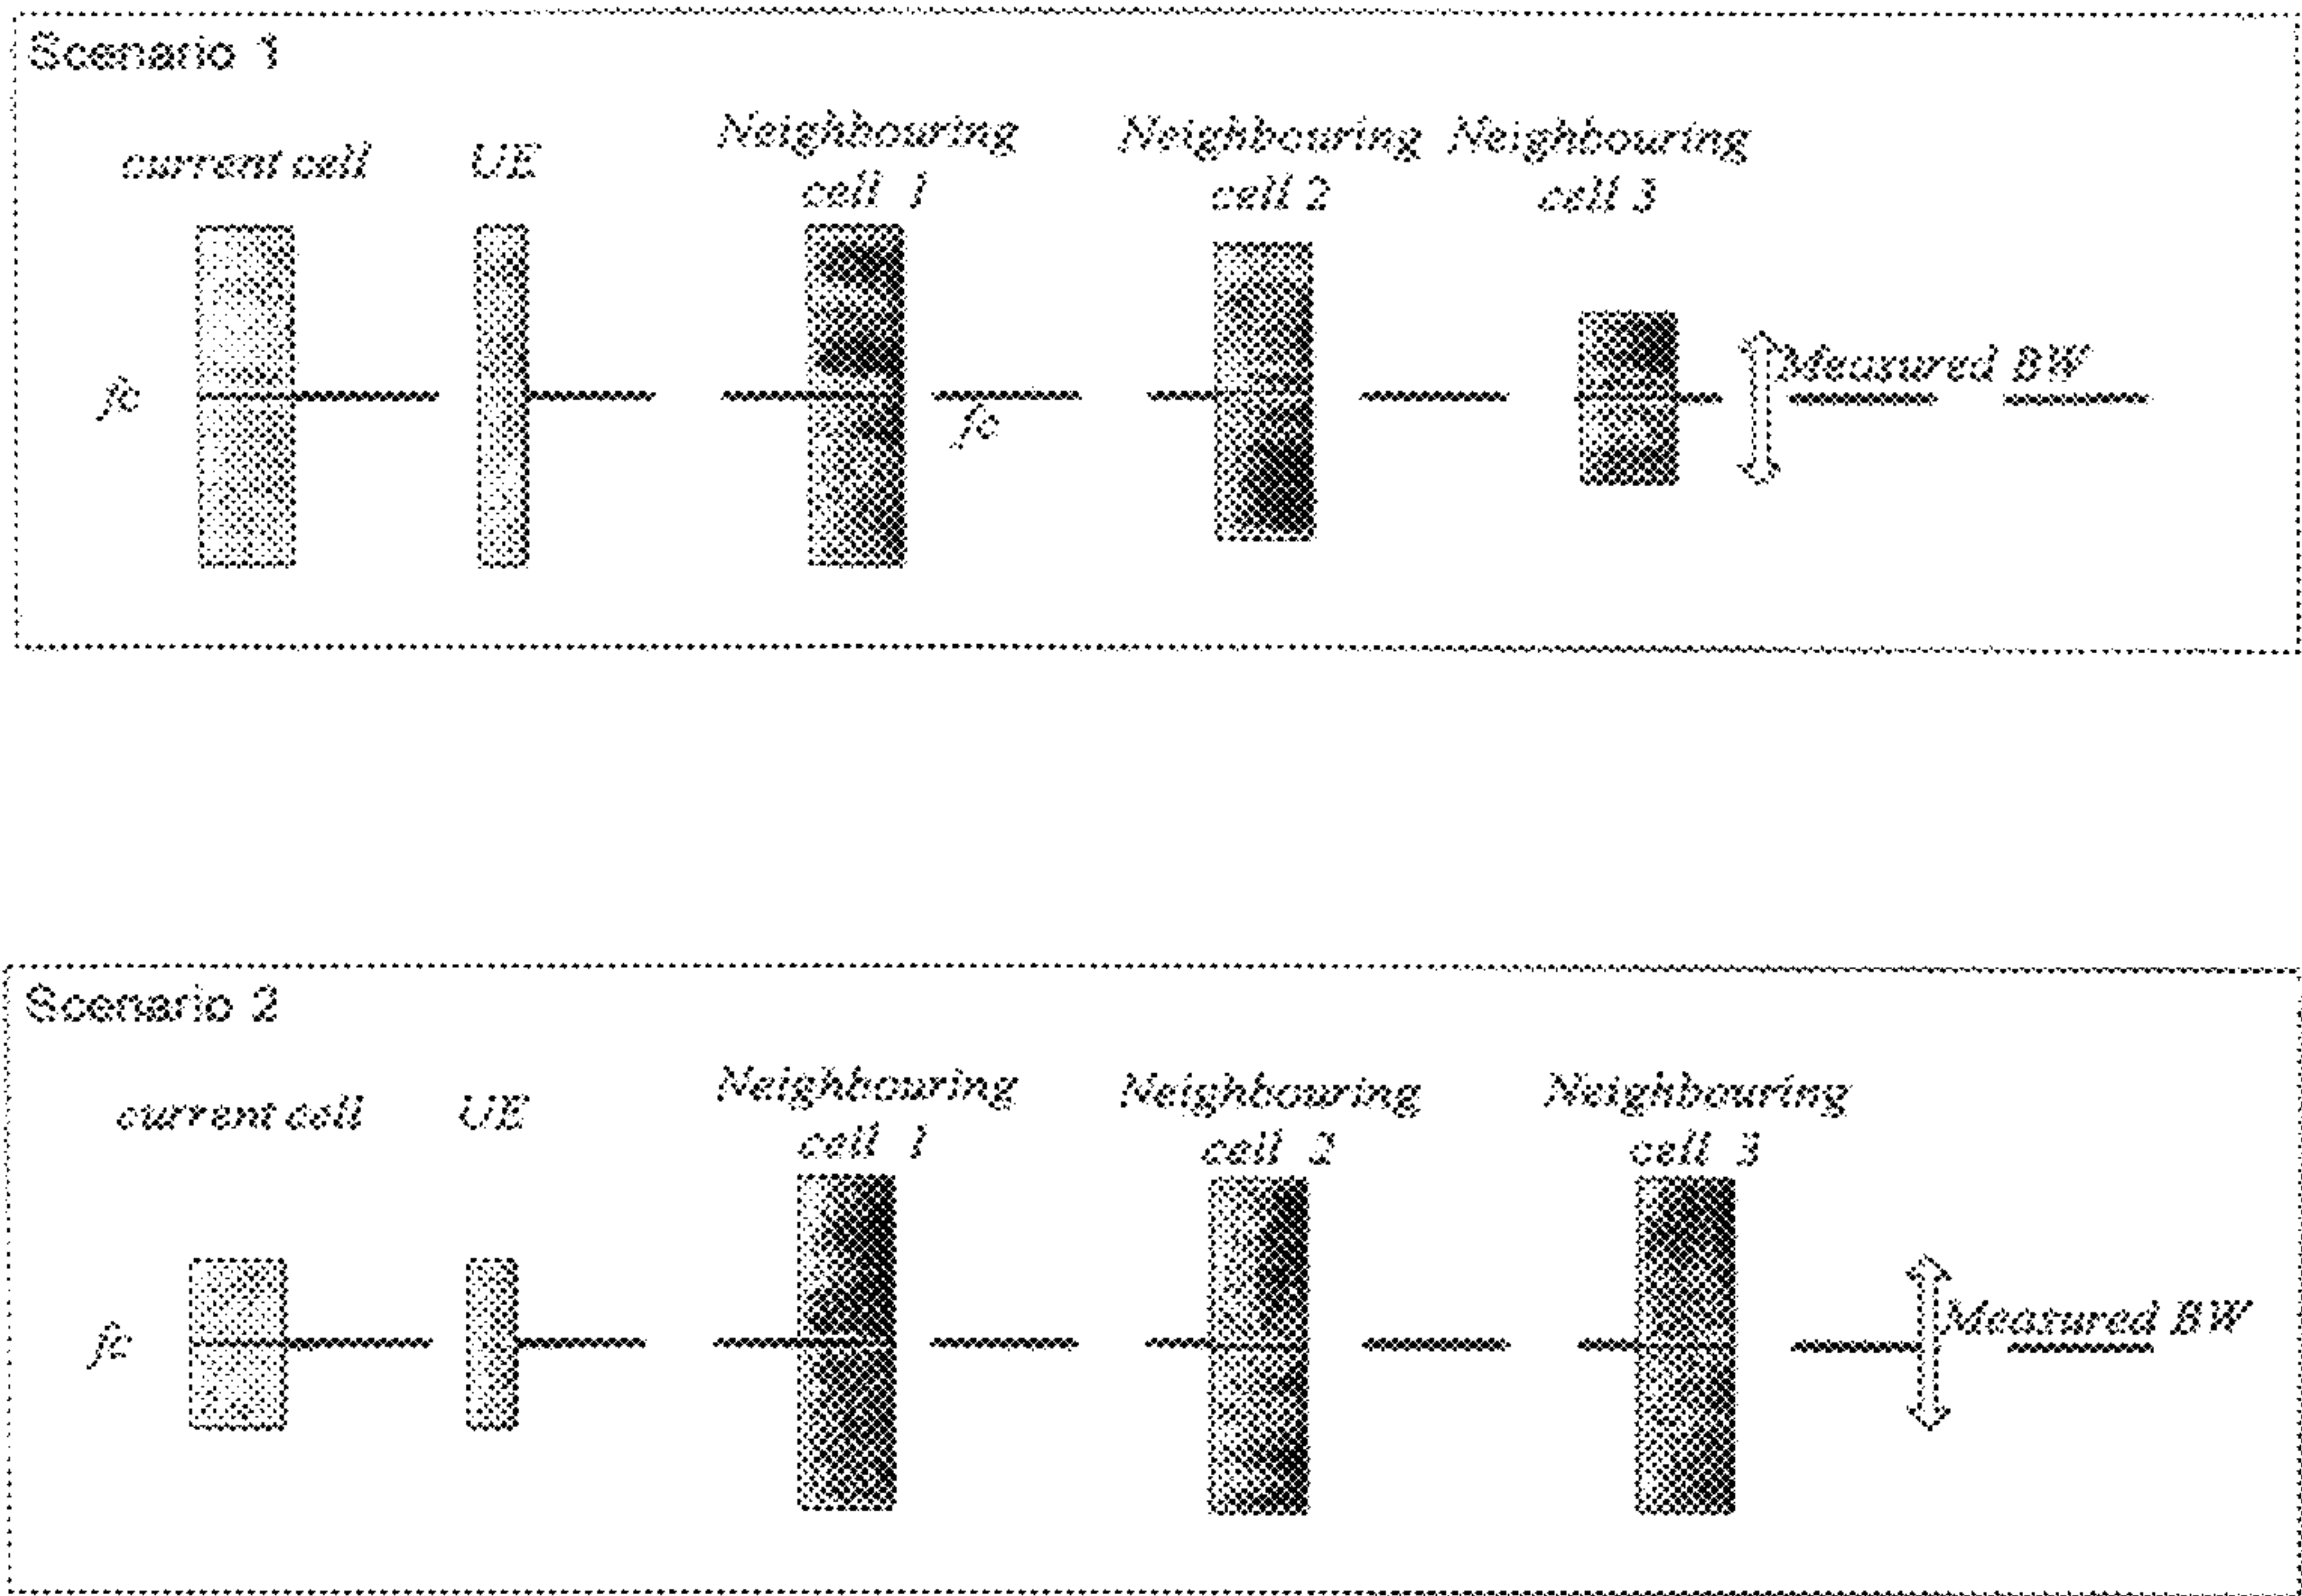 Scenario 1
current cell UE Neighbouring cell 1 Neighbouring cell 2 Neighbouring cell 3
fc
fc
Measured BW
Scenario 2
current cell UE Neighbouring cell 1 Neighbouring cell 2 Neighbouring cell 3
fc
Measured BW